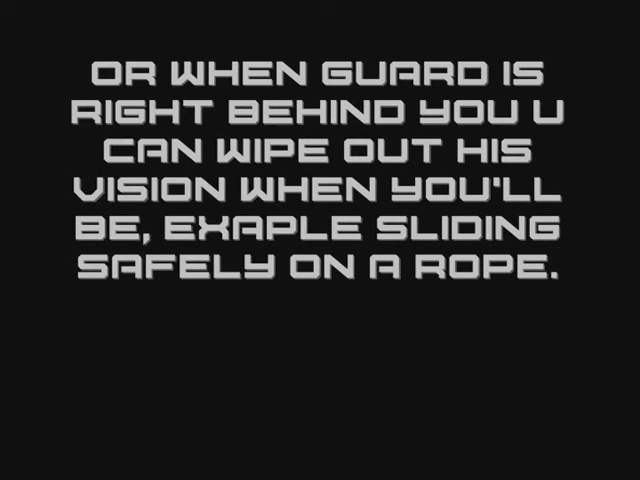 OR WHEN GUARD IS
RIGHT BEHIND YOU U
CAN WIPE OUT HIS
VISION WHEN YOU'LL
BE, EXAPLE SLIDING
SAFELY ON A ROPE.